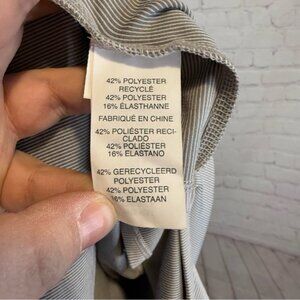 42% POLYESTER
RECYCLÉ
42% POLYESTER
16% ÉLASTHANNE
FABRIQUÉ EN CHINE
42% POLIÉSTER RECI-
CLADO
42% POLIÉSTER
16% ELASTANO
42% GERECYCLEERD
POLYESTER
42% POLYESTER
16% ELASTAAN